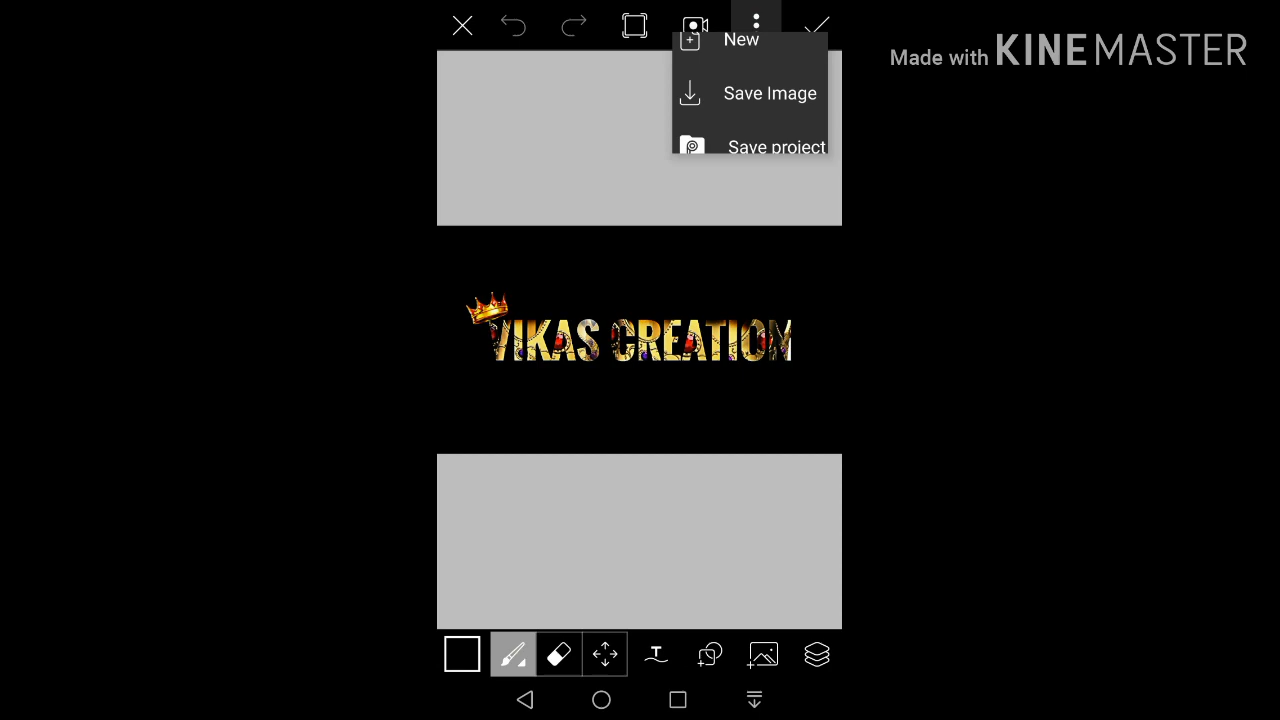 Made with KINEMASTER
New
Save Image
Save project
VIKAS CREATION
T